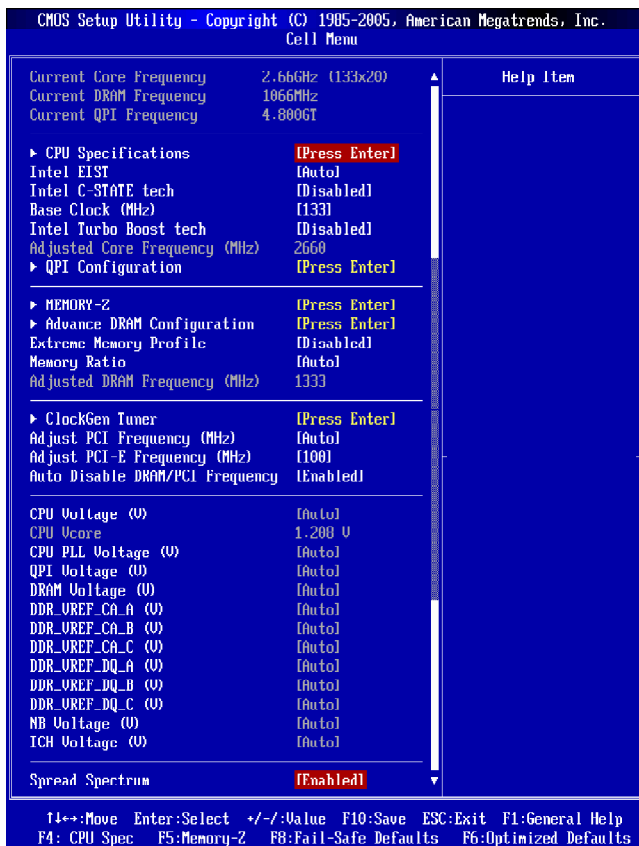 CMOS Setup Utility - Copyright (C) 1985-2005, American Megatrends, Inc.
Cell Menu
Current Core Frequency 2.66GHz (133x20)
Current DRAM Frequency 1066MHz
Current QPI Frequency 4.800GT
Help Item
▸ CPU Specifications [Press Enter]
Intel EIST [Auto]
Intel C-STATE tech [Disabled]
Base Clock (MHz) [133]
Intel Turbo Boost tech [Disabled]
Adjusted Core Frequency (MHz) 2660
▸ QPI Configuration [Press Enter]
▸ MEMORY-Z [Press Enter]
▸ Advance DRAM Configuration [Press Enter]
Extreme Memory Profile [Disabled]
Memory Ratio [Auto]
Adjusted DRAM Frequency (MHz) 1333
▸ ClockGen Tuner [Press Enter]
Adjust PCI Frequency (MHz) [Auto]
Adjust PCI-E Frequency (MHz) [100]
Auto Disable DRAM/PCI Frequency [Enabled]
CPU Voltage (V) [Auto]
CPU Vcore 1.208 V
CPU PLL Voltage (V) [Auto]
QPI Voltage (V) [Auto]
DRAM Voltage (V) [Auto]
DDR_VREF_CA_A (V) [Auto]
DDR_VREF_CA_B (V) [Auto]
DDR_VREF_CA_C (V) [Auto]
DDR_VREF_DQ_A (V) [Auto]
DDR_VREF_DQ_B (V) [Auto]
DDR_VREF_DQ_C (V) [Auto]
NB Voltage (V) [Auto]
ICH Voltage (V) [Auto]
Spread Spectrum [Enabled]
↑↓←→:Move Enter:Select +/-/:Value F10:Save ESC:Exit F1:General Help
F4: CPU Spec F5:Memory-Z F8:Fail-Safe Defaults F6:Optimized Defaults